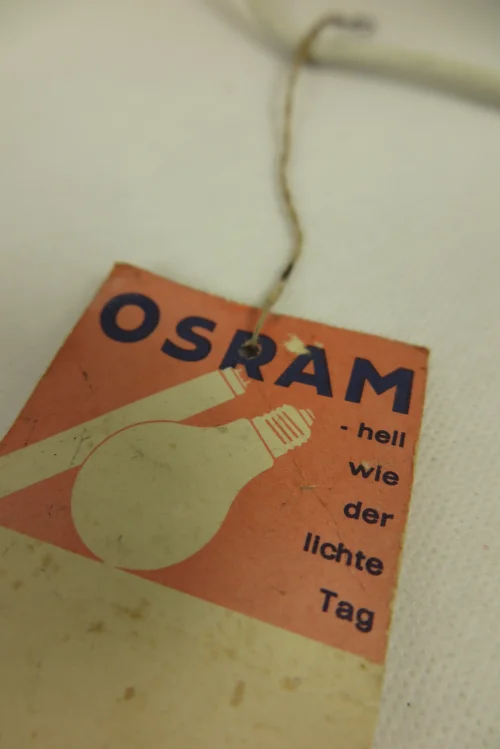 OSRAM
- hell
wie
der
lichte
Tag